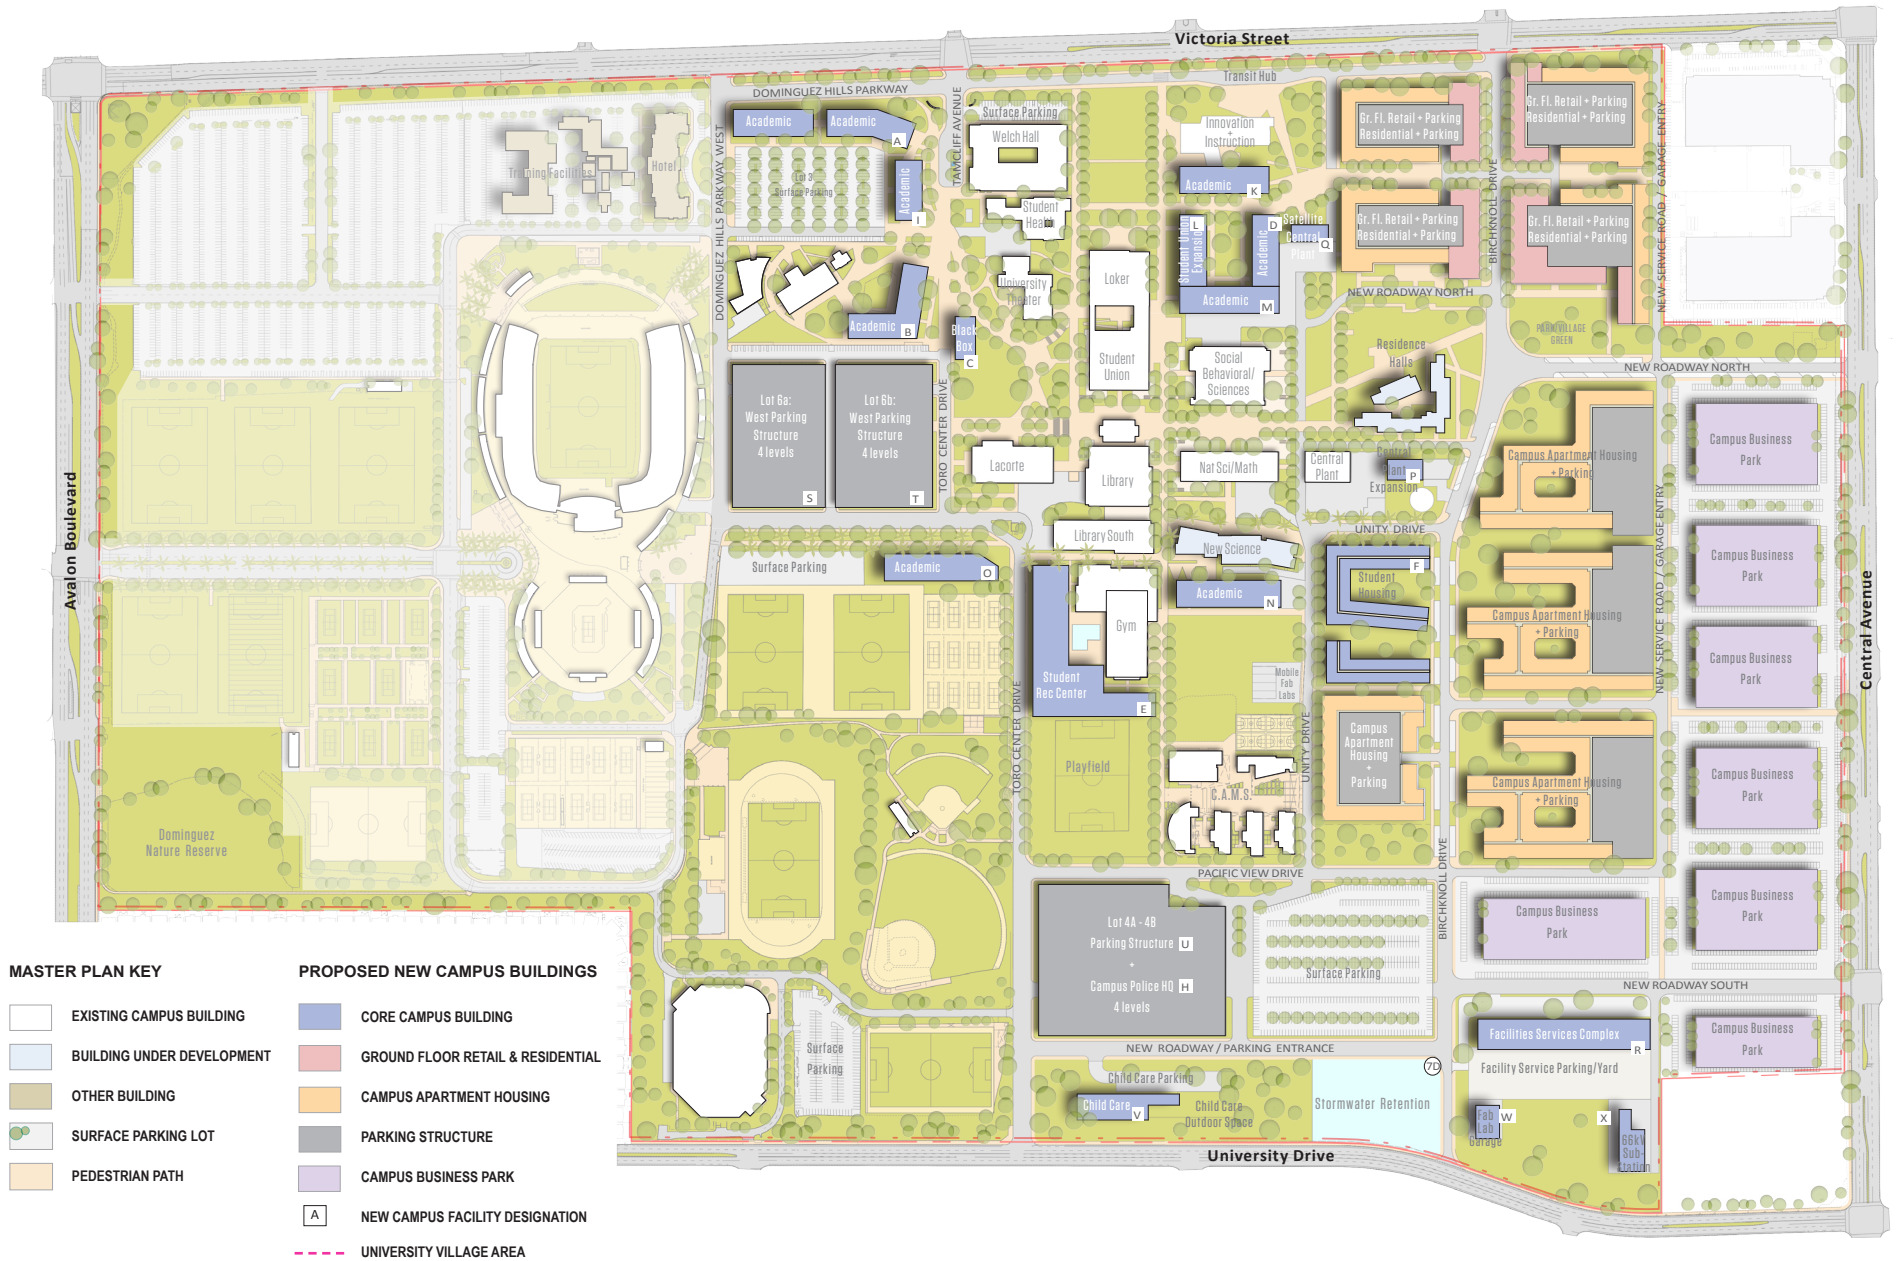 Victoria Street
Transit Hub
DOMINGUEZ HILLS PARKWAY
Academic
Academic
A
TAMCLIFF AVENUE
Surface Parking
Welch Hall
Innovation
+
Instruction
Gr. Fl. Retail + Parking
Residential + Parking
Gr. Fl. Retail + Parking
Residential + Parking
BIRCHKNOLL DRIVE
NEW SERVICE ROAD / GARAGE ENTRY
Training Facilities
Hotel
DOMINGUEZ HILLS PARKWAY WEST
Lot 3
Surface Parking
Academic
I
Student
Health
Academic
K
L
Student Union
Expansion
D
Academic
Satellite
Central
Plant
Q
Gr. Fl. Retail + Parking
Residential + Parking
Gr. Fl. Retail + Parking
Residential + Parking
University
Theater
Loker
Student
Union
Academic
M
NEW ROADWAY NORTH
Academic
B
Black
Box
C
Social
Behavioral/
Sciences
Residence
Halls
PARK/VILLAGE
GREEN
NEW ROADWAY NORTH
Lot 6a:
West Parking
Structure
4 levels
S
Lot 6b:
West Parking
Structure
4 levels
T
TORO CENTER DRIVE
Lacorte
Library
Nat Sci/Math
Central
Plant
Central
Plant
Expansion
P
Campus Apartment Housing
+ Parking
Campus Business
Park
Avalon Boulevard
Central Avenue
UNITY DRIVE
Library South
New Science
Surface Parking
Academic
O
Academic
N
Student
Housing
F
NEW SERVICE ROAD / GARAGE ENTRY
Campus Business
Park
Gym
Campus Apartment Housing
+ Parking
Campus Business
Park
Student
Rec Center
E
Mobile
Fab
Labs
TORO CENTER DRIVE
UNITY DRIVE
Campus
Apartment
Housing
+
Parking
Playfield
C.A.M.S.
Campus Apartment Housing
+ Parking
Campus Business
Park
Dominguez
Nature Reserve
PACIFIC VIEW DRIVE
BIRCHKNOLL DRIVE
Campus Business
Park
Campus Business
Park
Lot 4A - 4B
Parking Structure U
+
Campus Police HQ H
4 levels
Surface Parking
NEW ROADWAY SOUTH
Facilities Services Complex
R
Campus Business
Park
NEW ROADWAY / PARKING ENTRANCE
Surface
Parking
Facility Service Parking/Yard
7D
Child Care Parking
Child Care
V
Child Care
Outdoor Space
Stormwater Retention
Fab
Lab
Garage
W
X
66kV
Sub-
Station
University Drive
MASTER PLAN KEY
EXISTING CAMPUS BUILDING
BUILDING UNDER DEVELOPMENT
OTHER BUILDING
SURFACE PARKING LOT
PEDESTRIAN PATH
PROPOSED NEW CAMPUS BUILDINGS
CORE CAMPUS BUILDING
GROUND FLOOR RETAIL & RESIDENTIAL
CAMPUS APARTMENT HOUSING
PARKING STRUCTURE
CAMPUS BUSINESS PARK
A
NEW CAMPUS FACILITY DESIGNATION
UNIVERSITY VILLAGE AREA